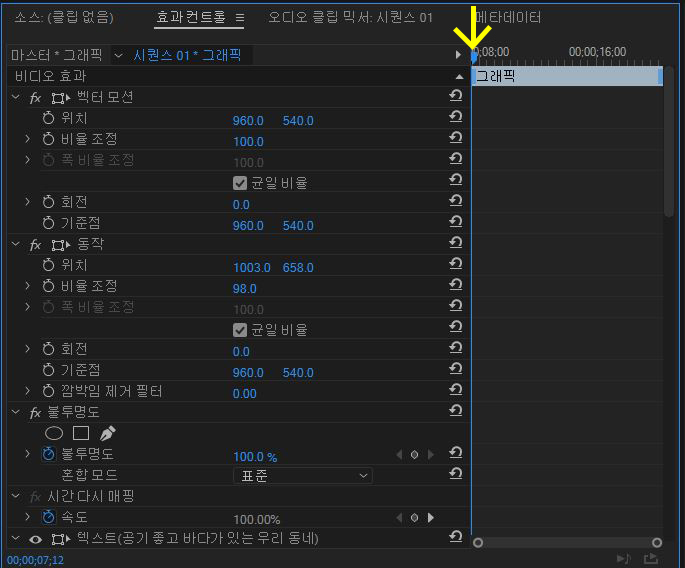 소스: (클립 없음) 효과 컨트롤 오디오 클립 믹서: 시퀀스 01 메타데이터
마스터 * 그래픽 시퀀스 01 * 그래픽 0;08;00 00;00;16;00
비디오 효과 그래픽
fx 벡터 모션
위치 960.0 540.0
비율 조정 100.0
폭 비율 조정 100.0
균일 비율
회전 0.0
기준점 960.0 540.0
fx 동작
위치 1003.0 658.0
비율 조정 98.0
폭 비율 조정 100.0
균일 비율
회전 0.0
기준점 960.0 540.0
깜박임 제거 필터 0.00
fx 불투명도
불투명도 100.0 %
혼합 모드 표준
fx 시간 다시 매핑
속도 100.00%
텍스트(공기 좋고 바다가 있는 우리 동네)
00;00;07;12